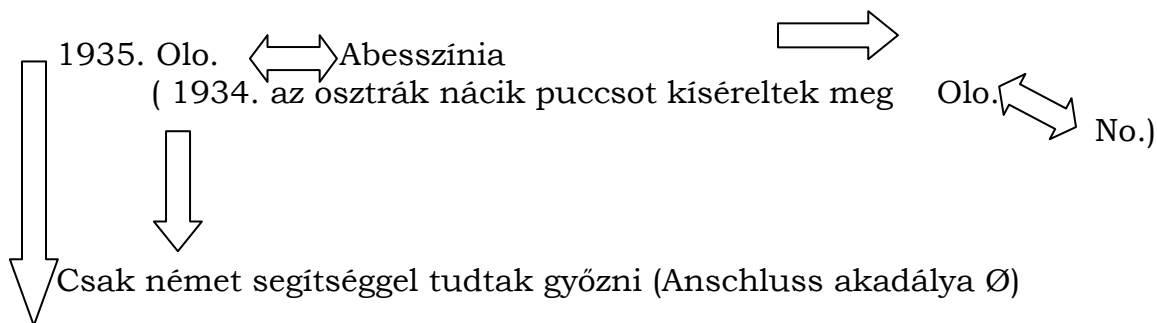 1935. Olo. Abesszínia
( 1934. az osztrák nácik puccsot kíséreltek meg Olo.
No.)
Csak német segítséggel tudtak győzni (Anschluss akadálya Ø)